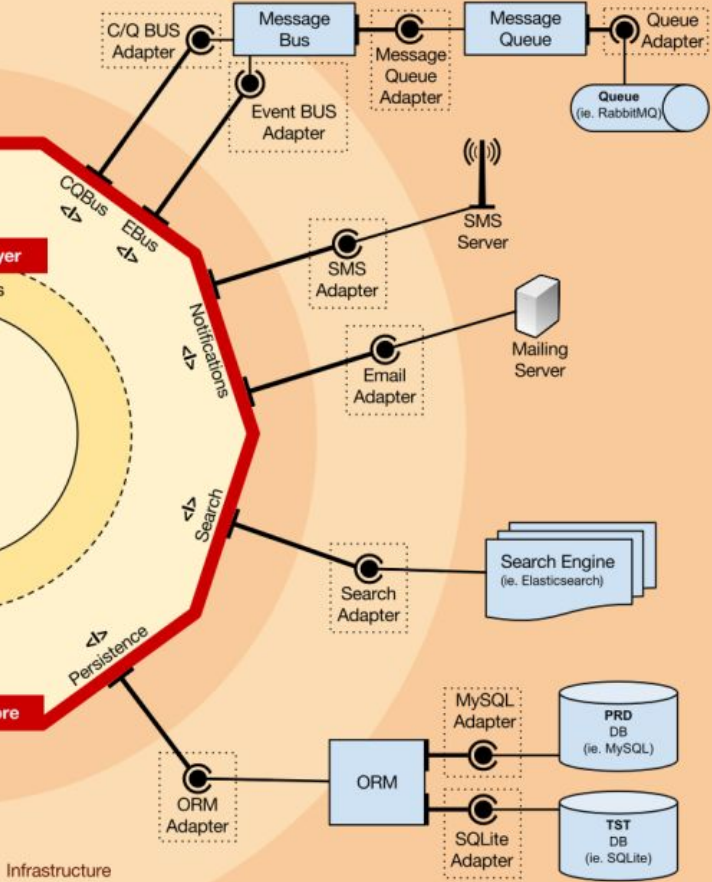 C/Q BUS
Adapter
Message
Bus
Message
Queue
Adapter
Message
Queue
Queue
Adapter
Queue
(ie. RabbitMQ)
Event BUS
Adapter
CQBus
</>
EBus
</>
yer
s
SMS
Adapter
SMS
Server
Notifications
</>
Email
Adapter
Mailing
Server
</>
Search
Search
Adapter
Search Engine
(ie. Elasticsearch)
</>
Persistence
ore
ORM
Adapter
ORM
MySQL
Adapter
PRD
DB
(ie. MySQL)
SQLite
Adapter
TST
DB
(ie. SQLite)
Infrastructure